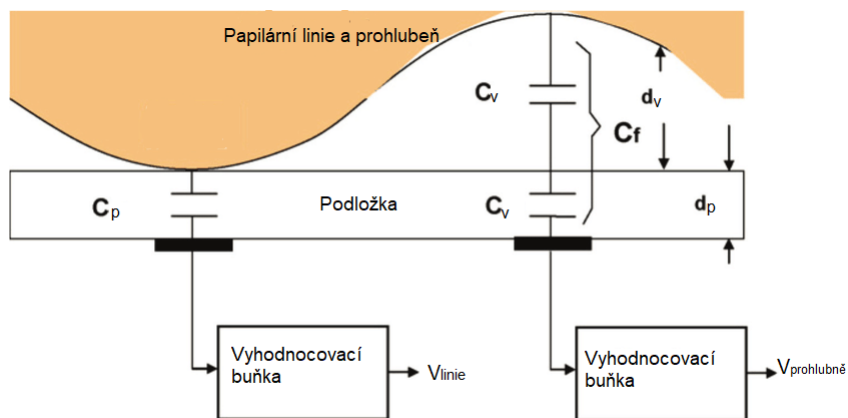 Papilární linie a prohlubeň
Cv
dv
Cf
Cp
Podložka
Cv
dp
Vyhodnocovací
buňka
Vlinie
Vyhodnocovací
buňka
Vprohlubně